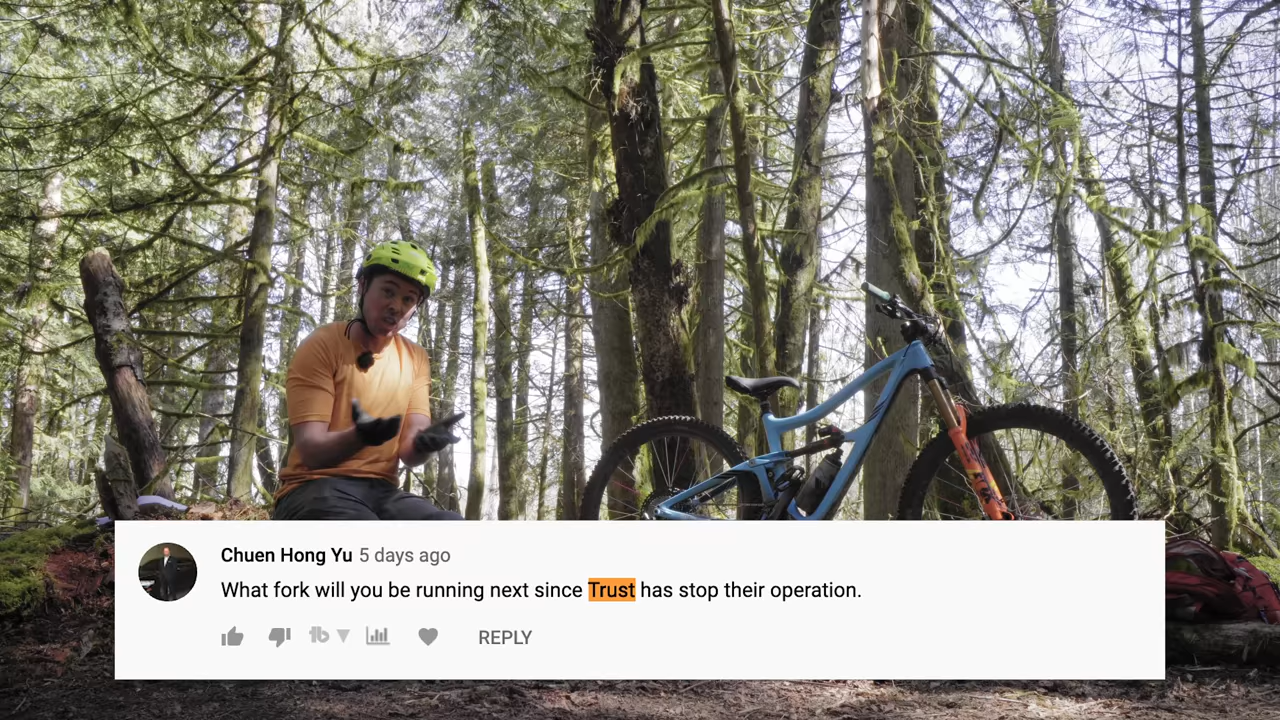 Chuen Hong Yu 5 days ago
What fork will you be running next since Trust has stop their operation.
REPLY